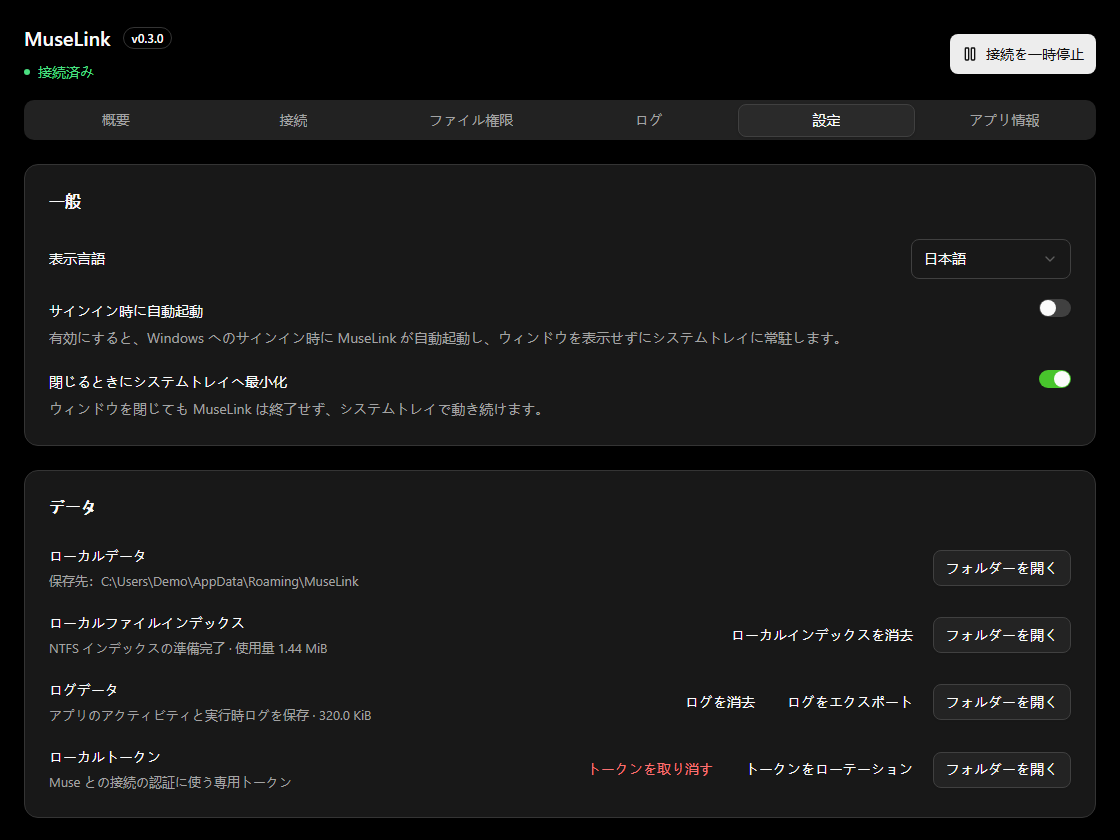 MuseLink v0.3.0
接続済み
接続を一時停止
概要 接続 ファイル権限 ログ 設定 アプリ情報
一般
表示言語 日本語
サインイン時に自動起動
有効にすると、Windows へのサインイン時に MuseLink が自動起動し、ウィンドウを表示せずにシステムトレイに常駐します。
閉じるときにシステムトレイへ最小化
ウィンドウを閉じても MuseLink は終了せず、システムトレイで動き続けます。
データ
ローカルデータ
保存先: C:\Users\Demo\AppData\Roaming\MuseLink
フォルダーを開く
ローカルファイルインデックス
NTFS インデックスの準備完了 · 使用量 1.44 MiB
ローカルインデックスを消去 フォルダーを開く
ログデータ
アプリのアクティビティと実行時ログを保存 · 320.0 KiB
ログを消去 ログをエクスポート フォルダーを開く
ローカルトークン
Muse との接続の認証に使う専用トークン
トークンを取り消す トークンをローテーション フォルダーを開く